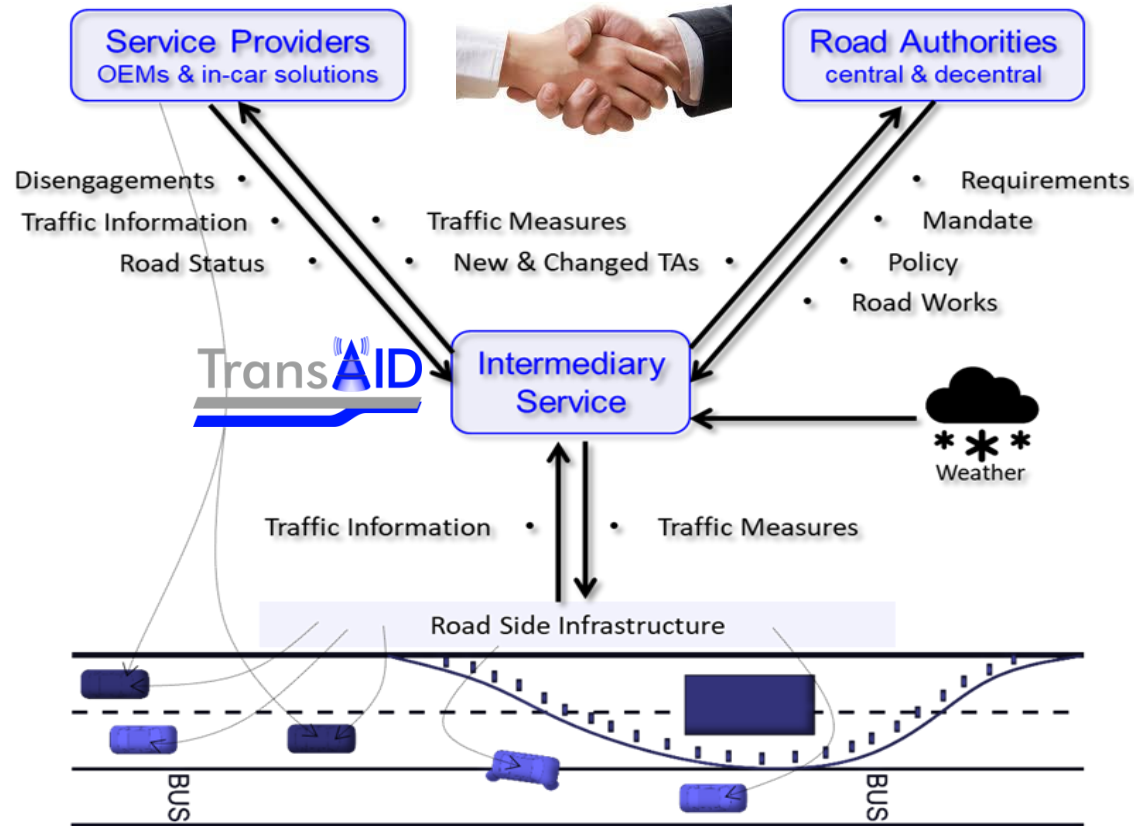 Service Providers
OEMs & in-car solutions
Road Authorities
central & decentral
Disengagements •
Traffic Information •
Road Status •
• Traffic Measures
• New & Changed TAs •
• Requirements
• Mandate
• Policy
• Road Works
TransAID
Intermediary
Service
Weather
Traffic Information •
• Traffic Measures
Road Side Infrastructure
BUS
BUS